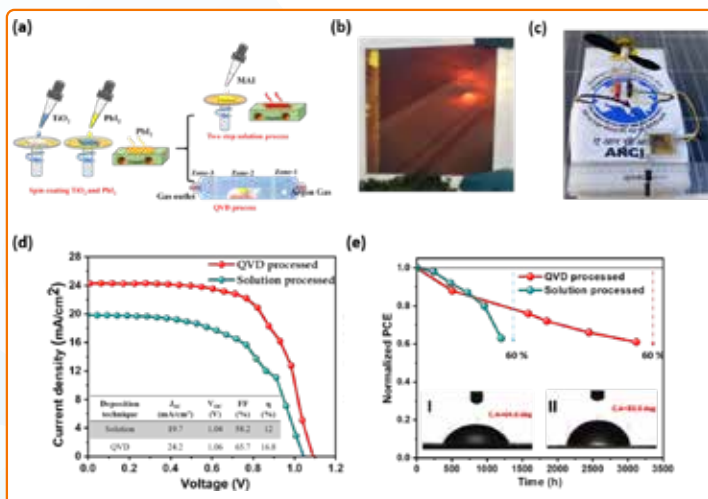 (a)
(b)
(c)
MAI
TiO₂
PbI₂
PbI₂
Two step solution process
Spin coating TiO₂ and PbI₂
Zone-3 Zone-2 Zone-1
Gas outlet
Argon Gas
QVD process
ARCI
(d)
Current density (mA/cm²)
28
24
20
16
12
8
4
0
QVD processed
Solution processed
Deposition technique Jsc (mA/cm²) Voc (V) FF (%) η (%)
Solution 19.7 1.04 58.2 12
QVD 24.2 1.06 65.7 16.8
0.0 0.2 0.4 0.6 0.8 1.0 1.2
Voltage (V)
(e)
Normalized PCE
1.0
0.8
0.6
0.4
0.2
0.0
QVD processed
Solution processed
60 %
60 %
I
II
0 500 1000 1500 2000 2500 3000 3500
Time (h)